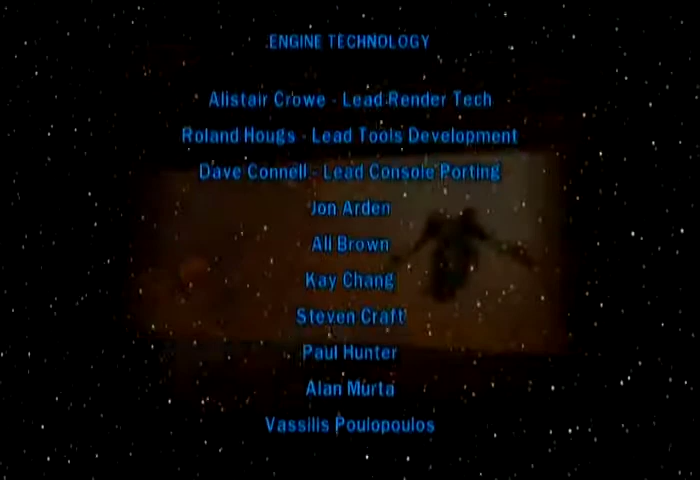 ENGINE TECHNOLOGY
Alistair Crowe - Lead Render Tech
Roland Hougs - Lead Tools Development
Dave Connell - Lead Console Porting
Jon Arden
Ali Brown
Kay Chang
Steven Craft
Paul Hunter
Alan Murta
Vassilis Poulopoulos